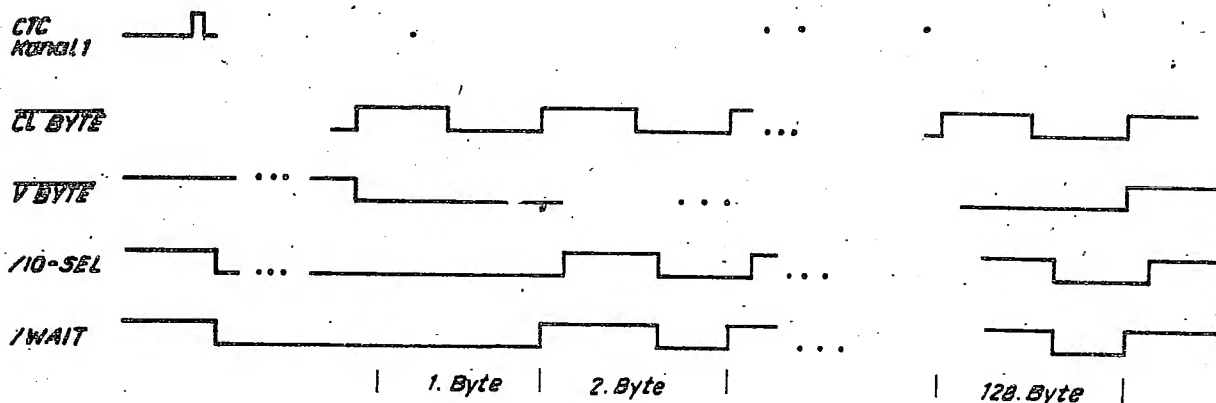 CTC
Kanal 1
CL BYTE
V BYTE
/IO-SEL
/WAIT
1. Byte
2. Byte
128. Byte